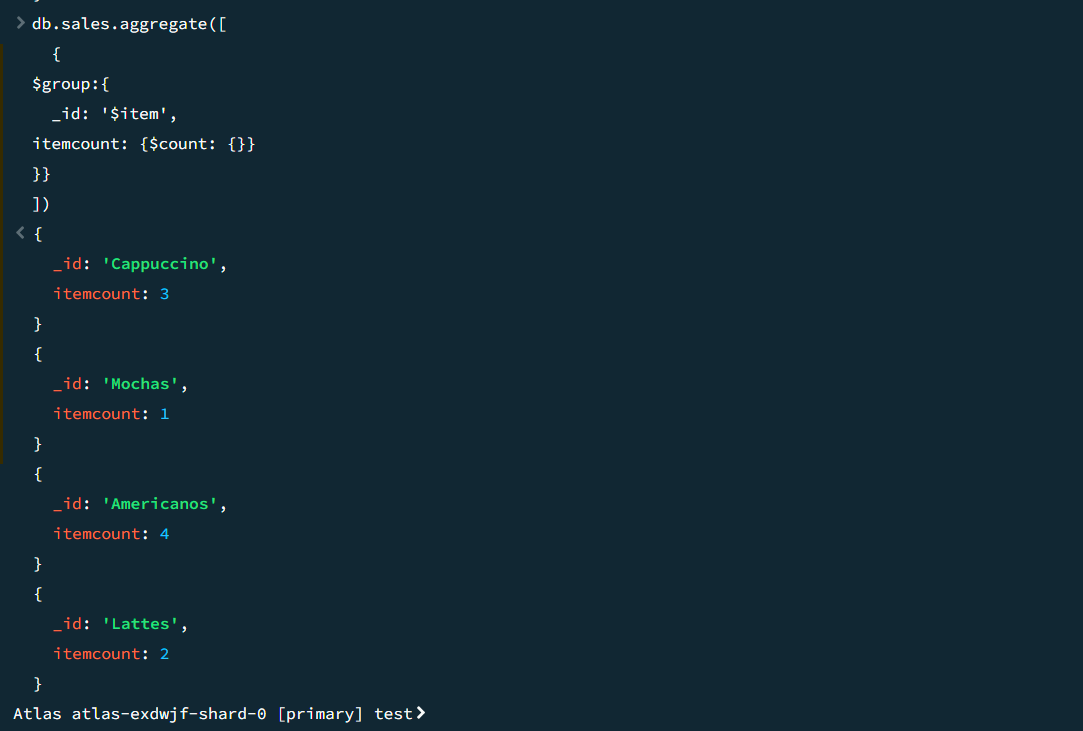 > db.sales.aggregate([
{
$group:{
_id: '$item',
itemcount: {$count: {}}
}}
])
< {
_id: 'Cappuccino',
itemcount: 3
}
{
_id: 'Mochas',
itemcount: 1
}
{
_id: 'Americanos',
itemcount: 4
}
{
_id: 'Lattes',
itemcount: 2
}
Atlas atlas-exdwjf-shard-0 [primary] test>